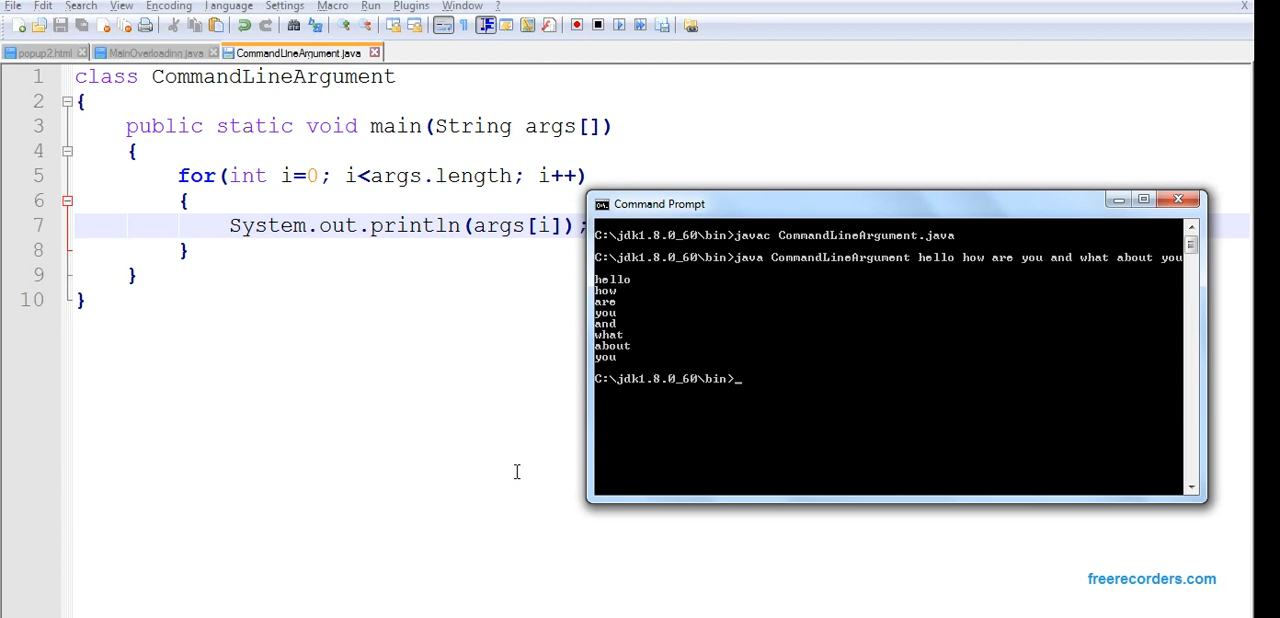 File Edit Search View Encoding Language Settings Macro Run Plugins Window ? X
popup2.html MainOverloading.java CommandLineArgument.java
1 class CommandLineArgument
2 {
3 public static void main(String args[])
4 {
5 for(int i=0; i<args.length; i++)
6 {
7 System.out.println(args[i]);
8 }
9 }
10 }
Command Prompt
C:\jdk1.8.0_60\bin>javac CommandLineArgument.java
C:\jdk1.8.0_60\bin>java CommandLineArgument hello how are you and what about you
hello
how
are
you
and
what
about
you
C:\jdk1.8.0_60\bin>_
freerecorders.com